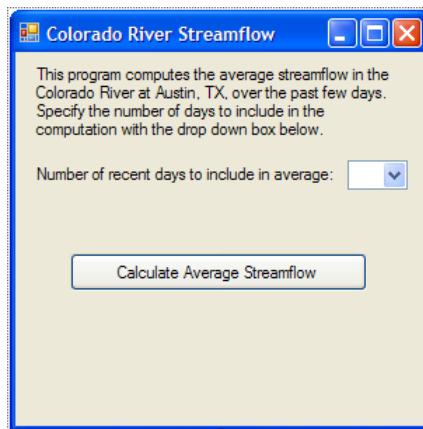 Colorado River Streamflow
This program computes the average streamflow in the
Colorado River at Austin, TX, over the past few days.
Specify the number of days to include in the
computation with the drop down box below.
Number of recent days to include in average:
Calculate Average Streamflow